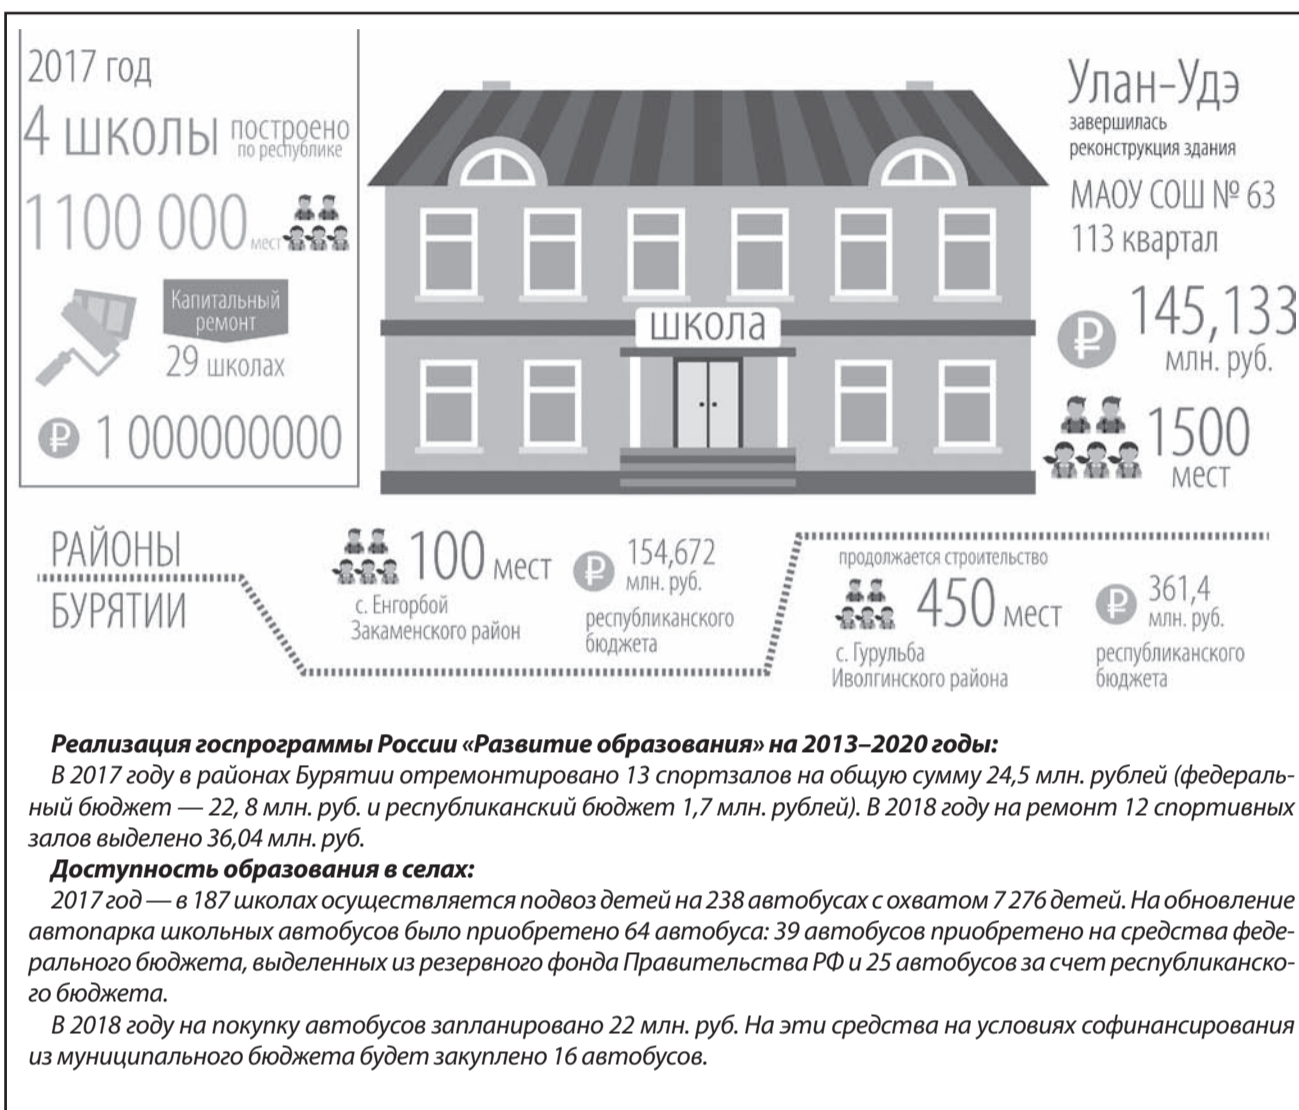 2017 год
4 школы построено
по республике
1100 000 мест
Капитальный
ремонт
29 школах
₽ 1 000000000
школа
Улан-Удэ
завершилась
реконструкция здания
МАОУ СОШ № 63
113 квартал
₽ 145,133
млн. руб.
1500
мест
РАЙОНЫ
БУРЯТИИ
100 мест
с. Енгорбой
Закаменского район
₽ 154,672
млн. руб.
республиканского
бюджета
продолжается строительство
450 мест
с. Гурульба
Иволгинского района
₽ 361,4
млн. руб.
республиканского
бюджета
Реализация госпрограммы России «Развитие образования» на 2013–2020 годы:
В 2017 году в районах Бурятии отремонтировано 13 спортзалов на общую сумму 24,5 млн. рублей (федераль-
ный бюджет — 22, 8 млн. руб. и республиканский бюджет 1,7 млн. рублей). В 2018 году на ремонт 12 спортивных
залов выделено 36,04 млн. руб.
Доступность образования в селах:
2017 год — в 187 школах осуществляется подвоз детей на 238 автобусах с охватом 7 276 детей. На обновление
автопарка школьных автобусов было приобретено 64 автобуса: 39 автобусов приобретено на средства феде-
рального бюджета, выделенных из резервного фонда Правительства РФ и 25 автобусов за счет республиканско-
го бюджета.
В 2018 году на покупку автобусов запланировано 22 млн. руб. На эти средства на условиях софинансирования
из муниципального бюджета будет закуплено 16 автобусов.